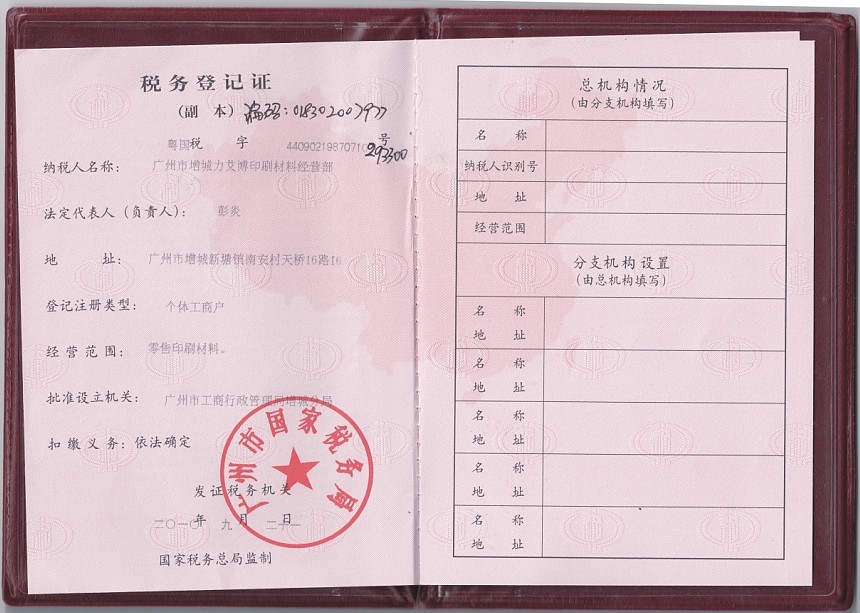 税务登记证
(副 本) 编码:018302007977
粤国税 字 44090219870710 号
293300
纳税人名称: 广州市增城力艾博印刷材料经营部
法定代表人(负责人): 彭炎
地 址: 广州市增城新塘镇南安村天桥16路16
登记注册类型: 个体工商户
经营范围: 零售印刷材料。
批准设立机关: 广州市工商行政管理局增城分局
扣缴义务: 依法确定
广州市国家税务局
发证税务机关
二〇一〇 年 九 月 二十一 日
国家税务总局监制
总机构情况
(由分支机构填写)
名 称
纳税人识别号
地 址
经营范围
分支机构设置
(由总机构填写)
名 称
地 址
名 称
地 址
名 称
地 址
名 称
地 址
名 称
地 址